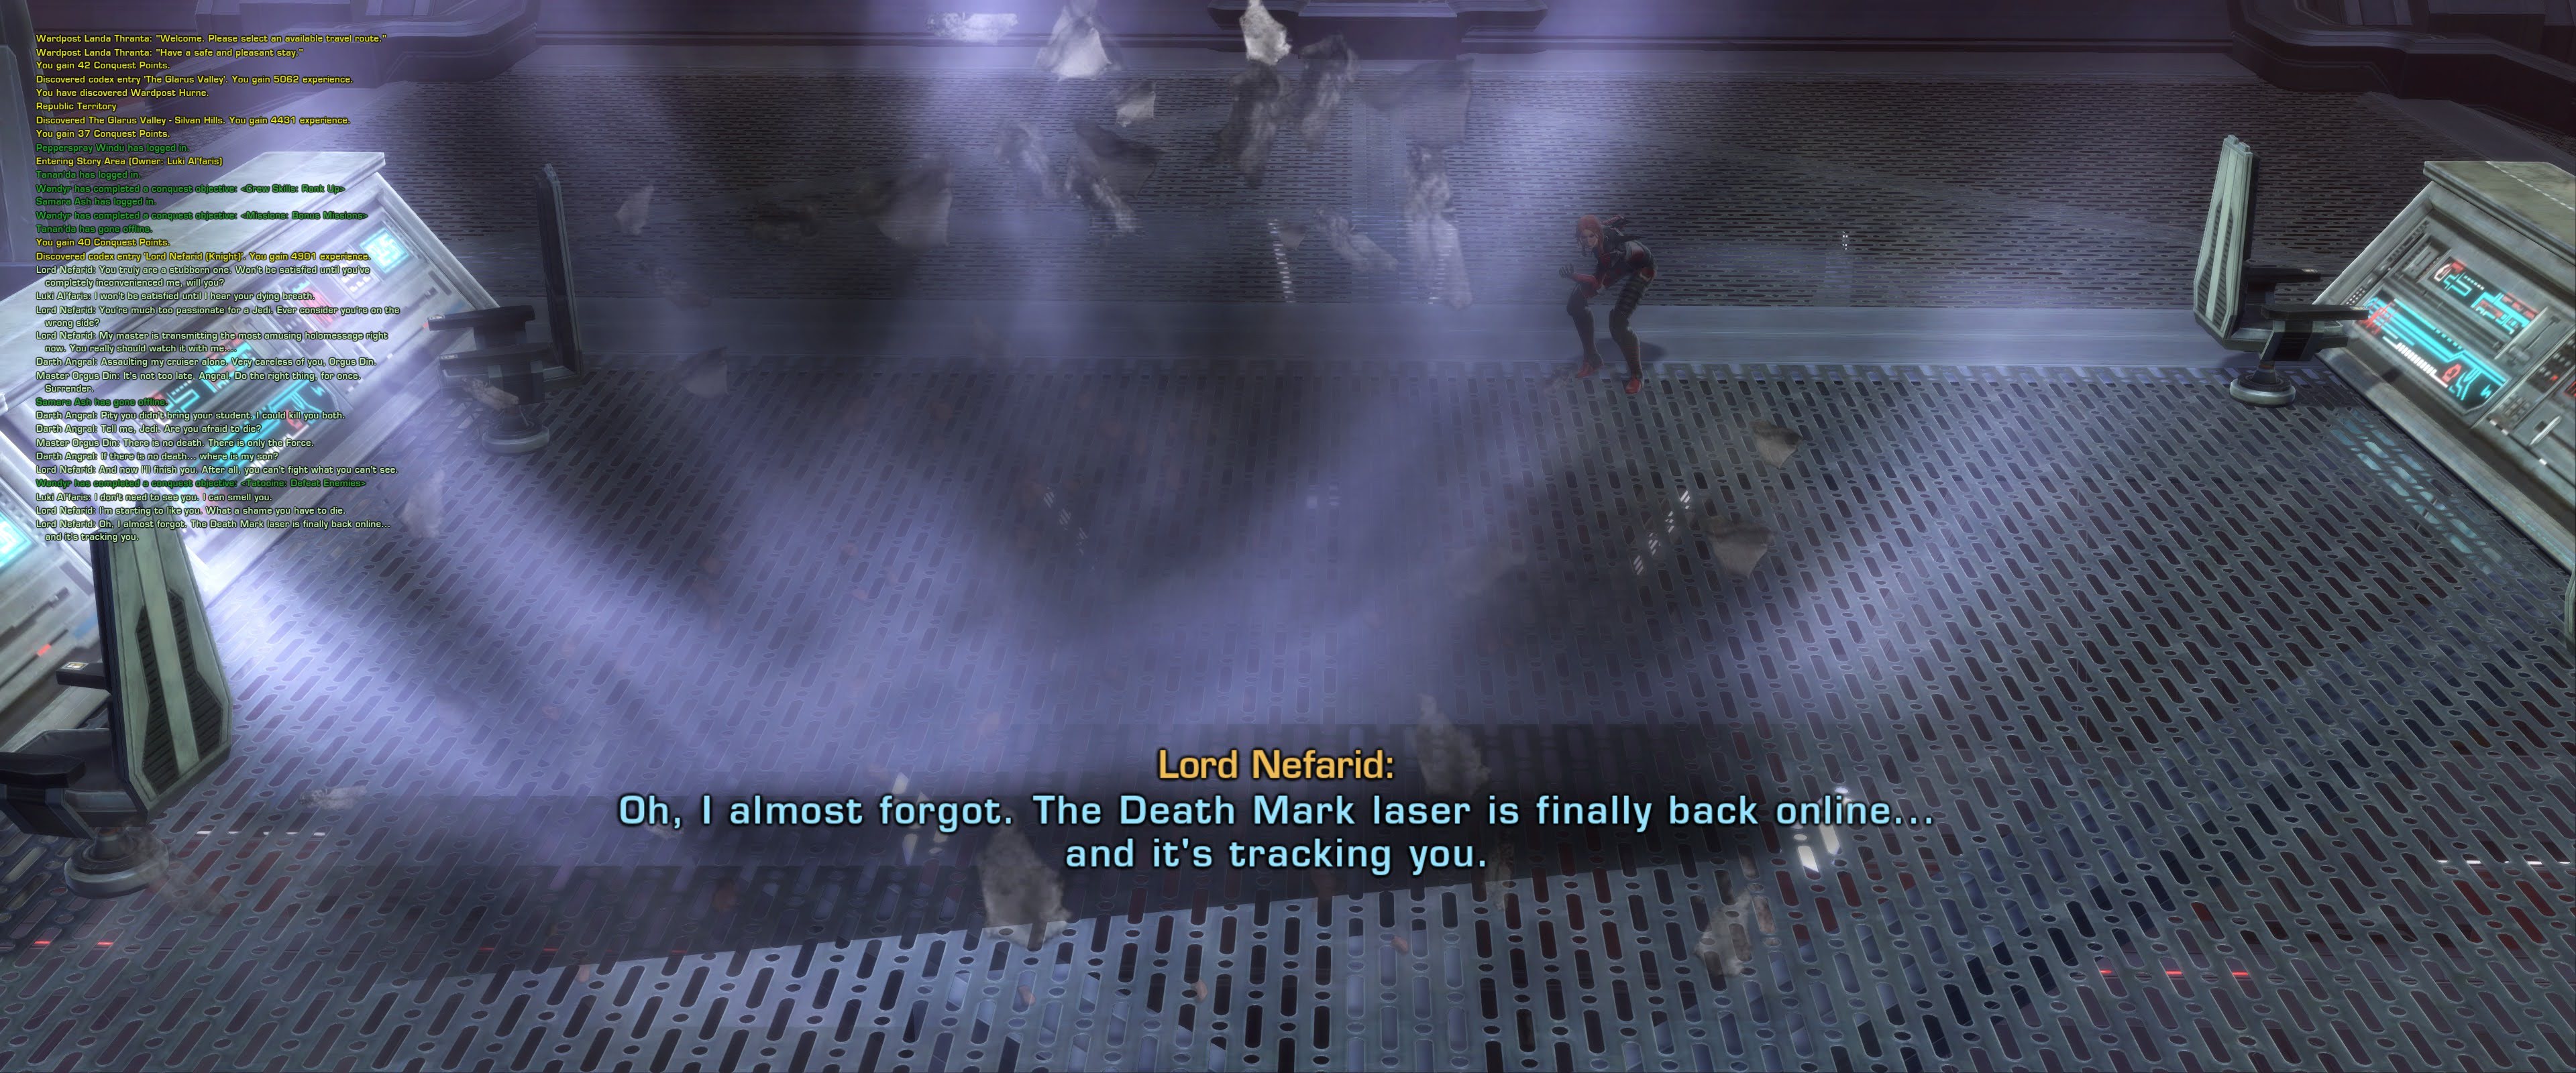 Wardpost Landa Thranta: "Welcome. Please select an available travel route."
Wardpost Landa Thranta: "Have a safe and pleasant stay."
You gain 42 Conquest Points.
Discovered codex entry 'The Glarus Valley'. You gain 5062 experience.
You have discovered Wardpost Hurne.
Republic Territory
Discovered The Glarus Valley - Silvan Hills. You gain 4431 experience.
You gain 37 Conquest Points.
Pepperspray Windu has logged in.
Entering Story Area (Owner: Luki Al'faris)
Tanan'da has logged in.
Wandyr has completed a conquest objective: <Crew Skills: Rank Up>
Samara Ash has logged in.
Wandyr has completed a conquest objective: <Missions: Bonus Missions>
Tanan'da has gone offline.
You gain 40 Conquest Points.
Discovered codex entry 'Lord Nefarid (Knight)'. You gain 4901 experience.
Lord Nefarid: You truly are a stubborn one. Won't be satisfied until you've
completely inconvenienced me, will you?
Luki Al'faris: I won't be satisfied until I hear your dying breath.
Lord Nefarid: You're much too passionate for a Jedi. Ever consider you're on the
wrong side?
Lord Nefarid: My master is transmitting the most amusing holomessage right
now. You really should watch it with me....
Darth Angral: Assaulting my cruiser alone. Very careless of you, Orgus Din.
Master Orgus Din: It's not too late, Angral. Do the right thing, for once.
Surrender.
Samara Ash has gone offline.
Darth Angral: Pity you didn't bring your student. I could kill you both.
Darth Angral: Tell me, Jedi. Are you afraid to die?
Master Orgus Din: There is no death. There is only the Force.
Darth Angral: If there is no death... where is my son?
Lord Nefarid: And now I'll finish you. After all, you can't fight what you can't see.
Wandyr has completed a conquest objective: <Tatooine: Defeat Enemies>
Luki Al'faris: I don't need to see you. I can smell you.
Lord Nefarid: I'm starting to like you. What a shame you have to die.
Lord Nefarid: Oh, I almost forgot. The Death Mark laser is finally back online...
and it's tracking you.
Lord Nefarid:
Oh, I almost forgot. The Death Mark laser is finally back online...
and it's tracking you.